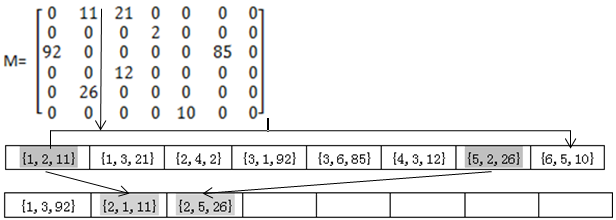 0 11 21 0 0 0 0
0 0 0 2 0 0 0
M= 92 0 0 0 0 85 0
0 0 12 0 0 0 0
0 26 0 0 0 0 0
0 0 0 0 10 0 0
{1, 2, 11} {1, 3, 21} {2, 4, 2} {3, 1, 92} {3, 6, 85} {4, 3, 12} {5, 2, 26} {6, 5, 10}
{1, 3, 92} {2, 1, 11} {2, 5, 26}